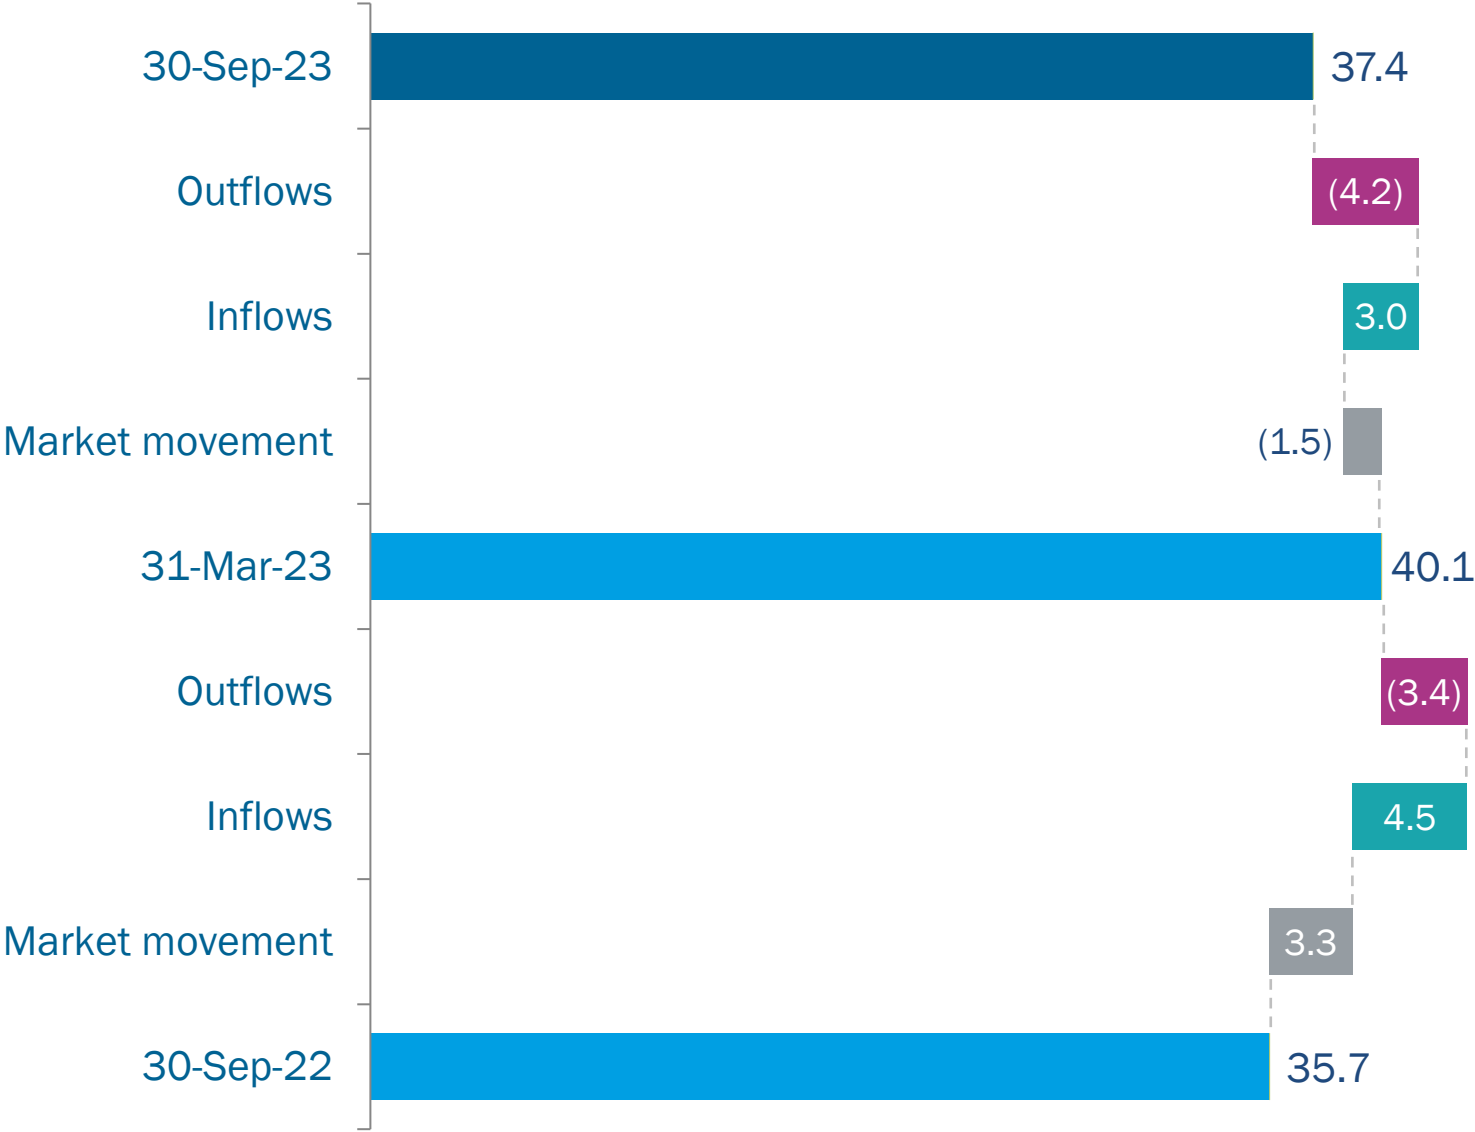 30-Sep-23 37.4
Outflows (4.2)
Inflows 3.0
Market movement (1.5)
31-Mar-23 40.1
Outflows (3.4)
Inflows 4.5
Market movement 3.3
30-Sep-22 35.7